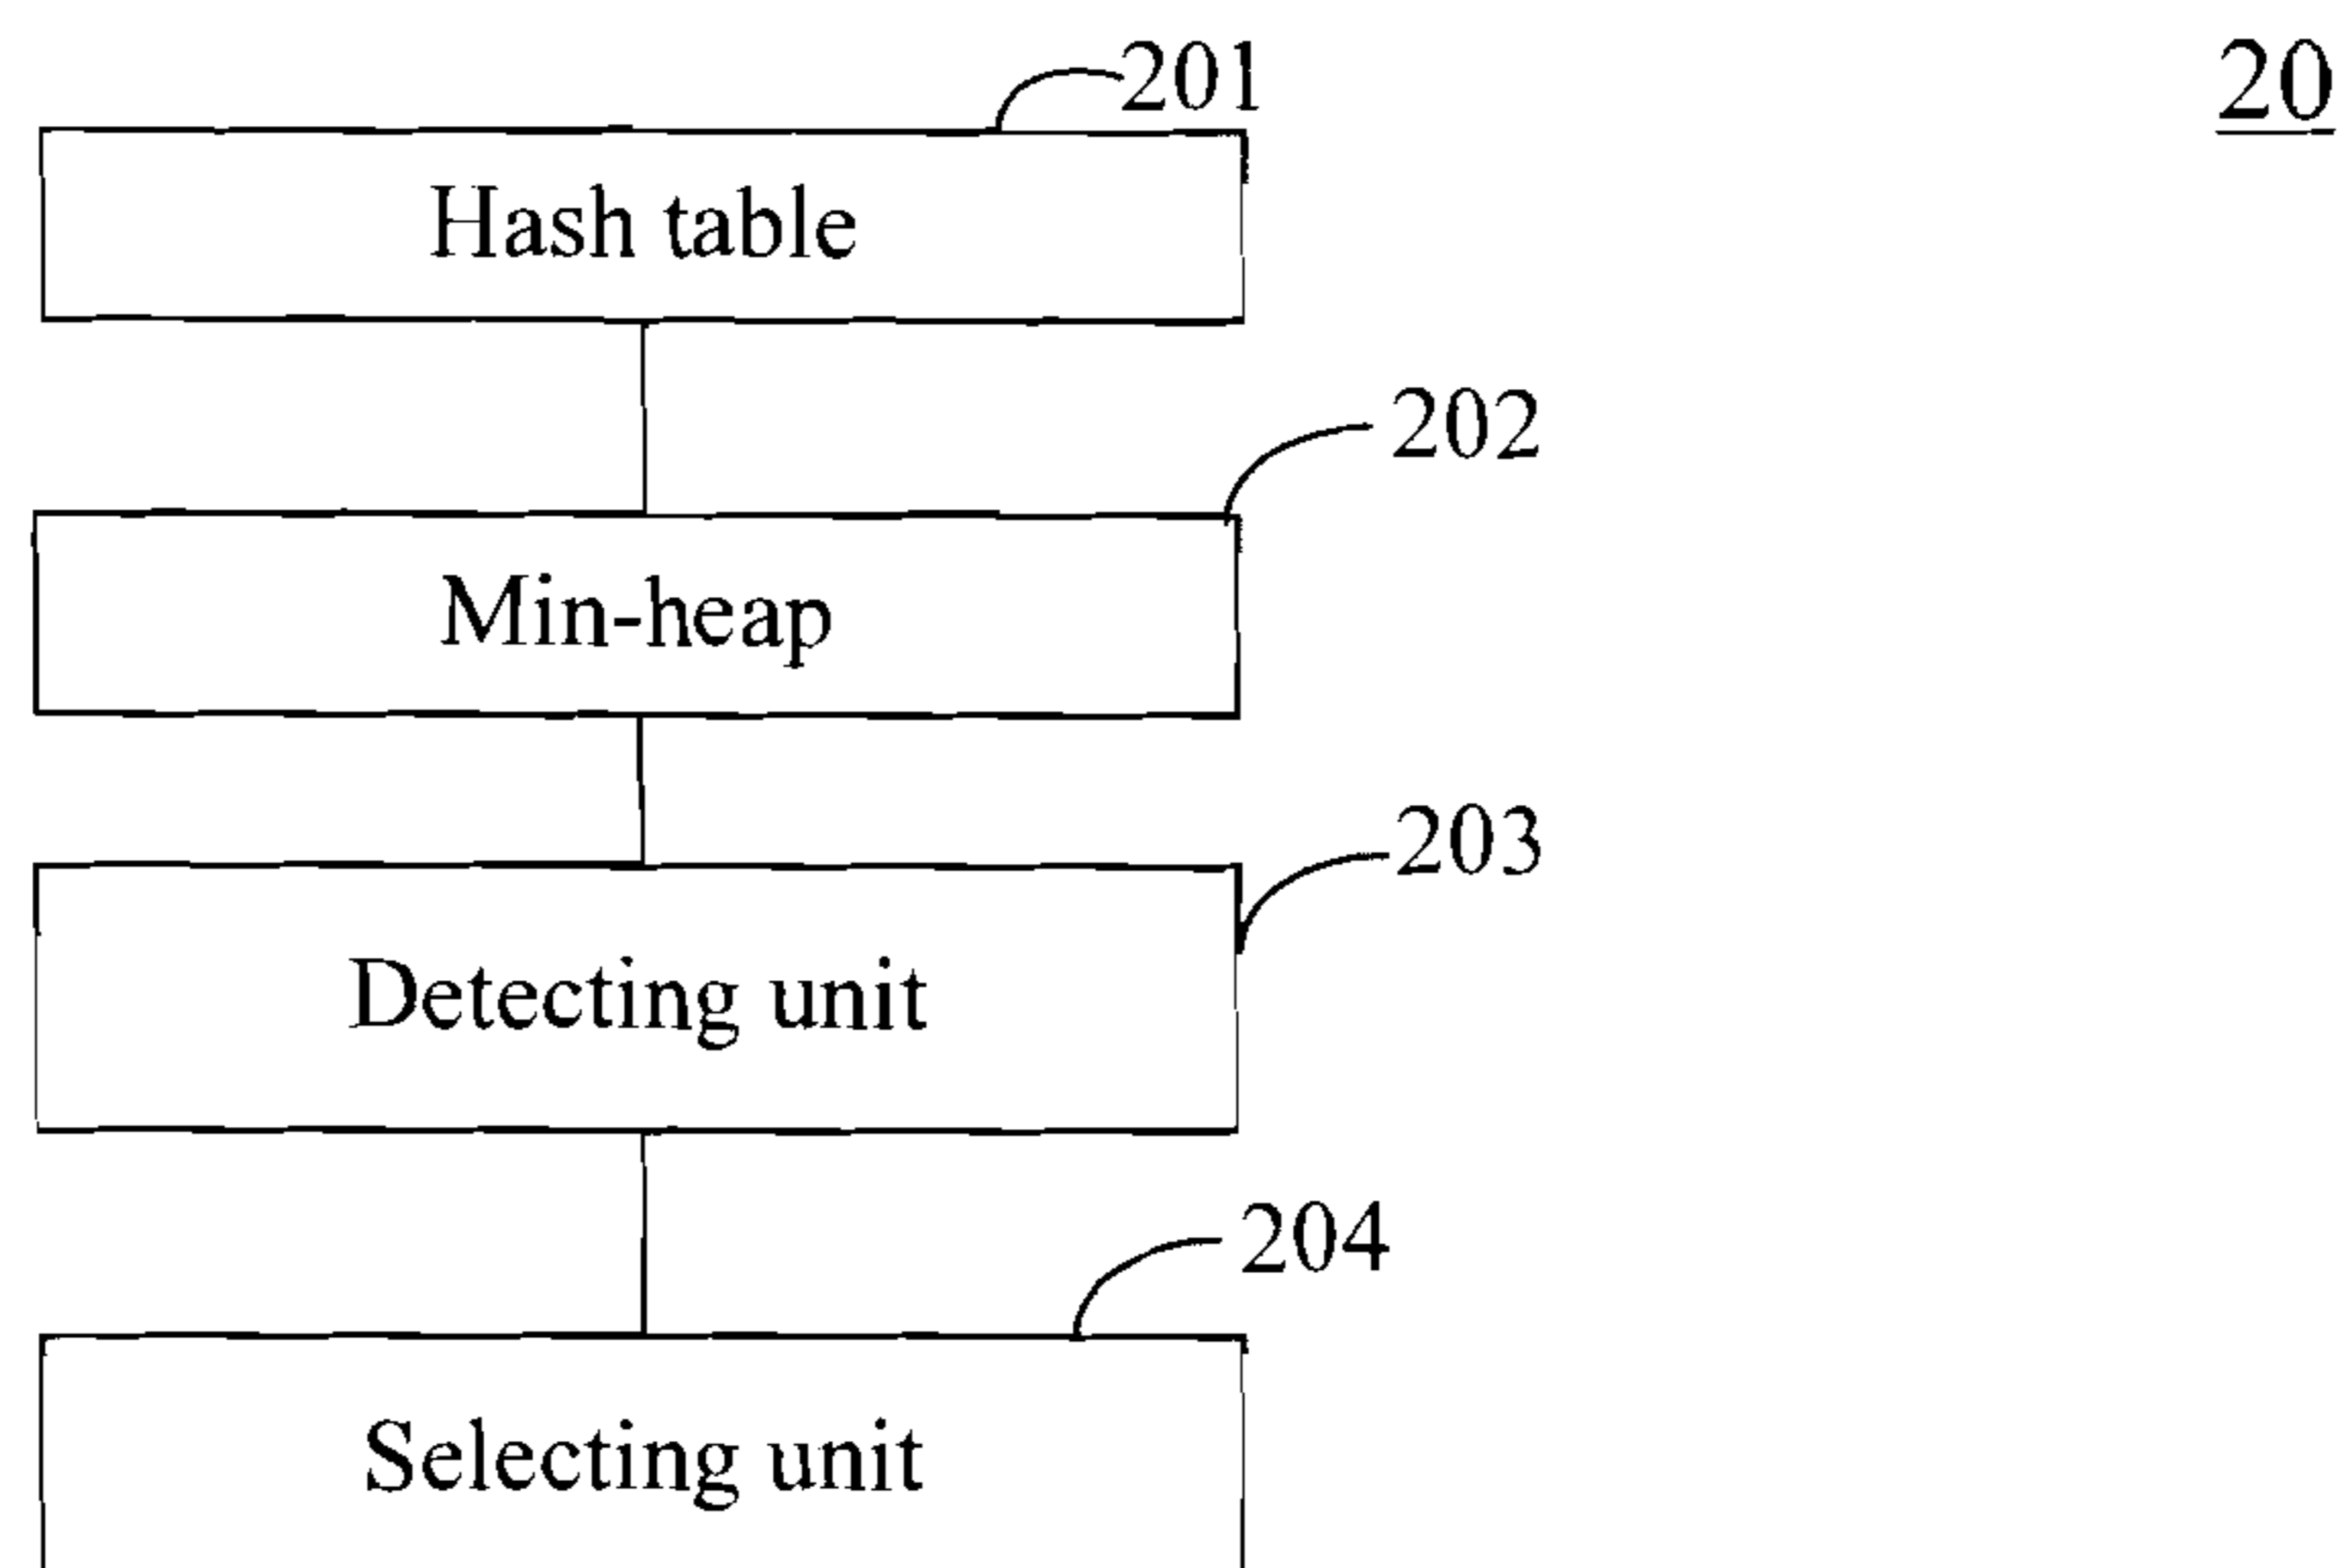 201
20
Hash table
202
Min-heap
203
Detecting unit
204
Selecting unit